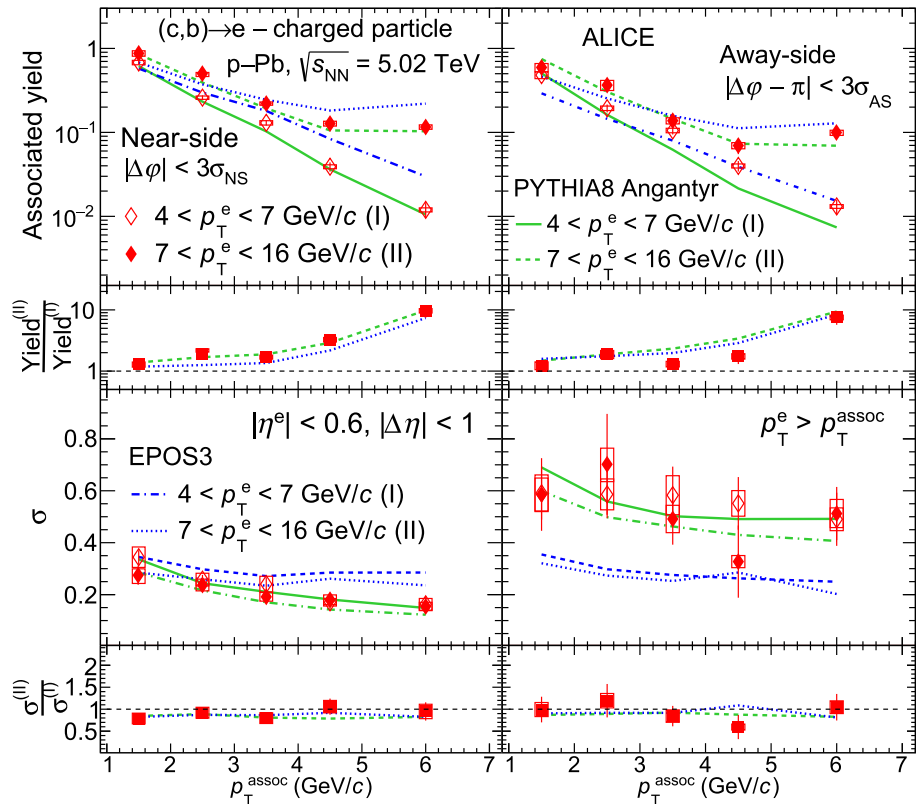 (c,b)→e – charged particle
p–Pb, √sNN = 5.02 TeV
ALICE
Away-side
|Δφ – π| < 3σAS
Near-side
|Δφ| < 3σNS
4 < pTe < 7 GeV/c (I)
7 < pTe < 16 GeV/c (II)
PYTHIA8 Angantyr
4 < pTe < 7 GeV/c (I)
7 < pTe < 16 GeV/c (II)
Associated yield
1
10−1
10−2
Yield(II)
Yield(I)
10
1
|ηe| < 0.6, |Δη| < 1
pTe > pTassoc
EPOS3
4 < pTe < 7 GeV/c (I)
7 < pTe < 16 GeV/c (II)
σ
0.8
0.6
0.4
0.2
σ(II)
σ(I)
2
1.5
1
0.5
1 2 3 4 5 6 7
1 2 3 4 5 6 7
pTassoc (GeV/c)
pTassoc (GeV/c)